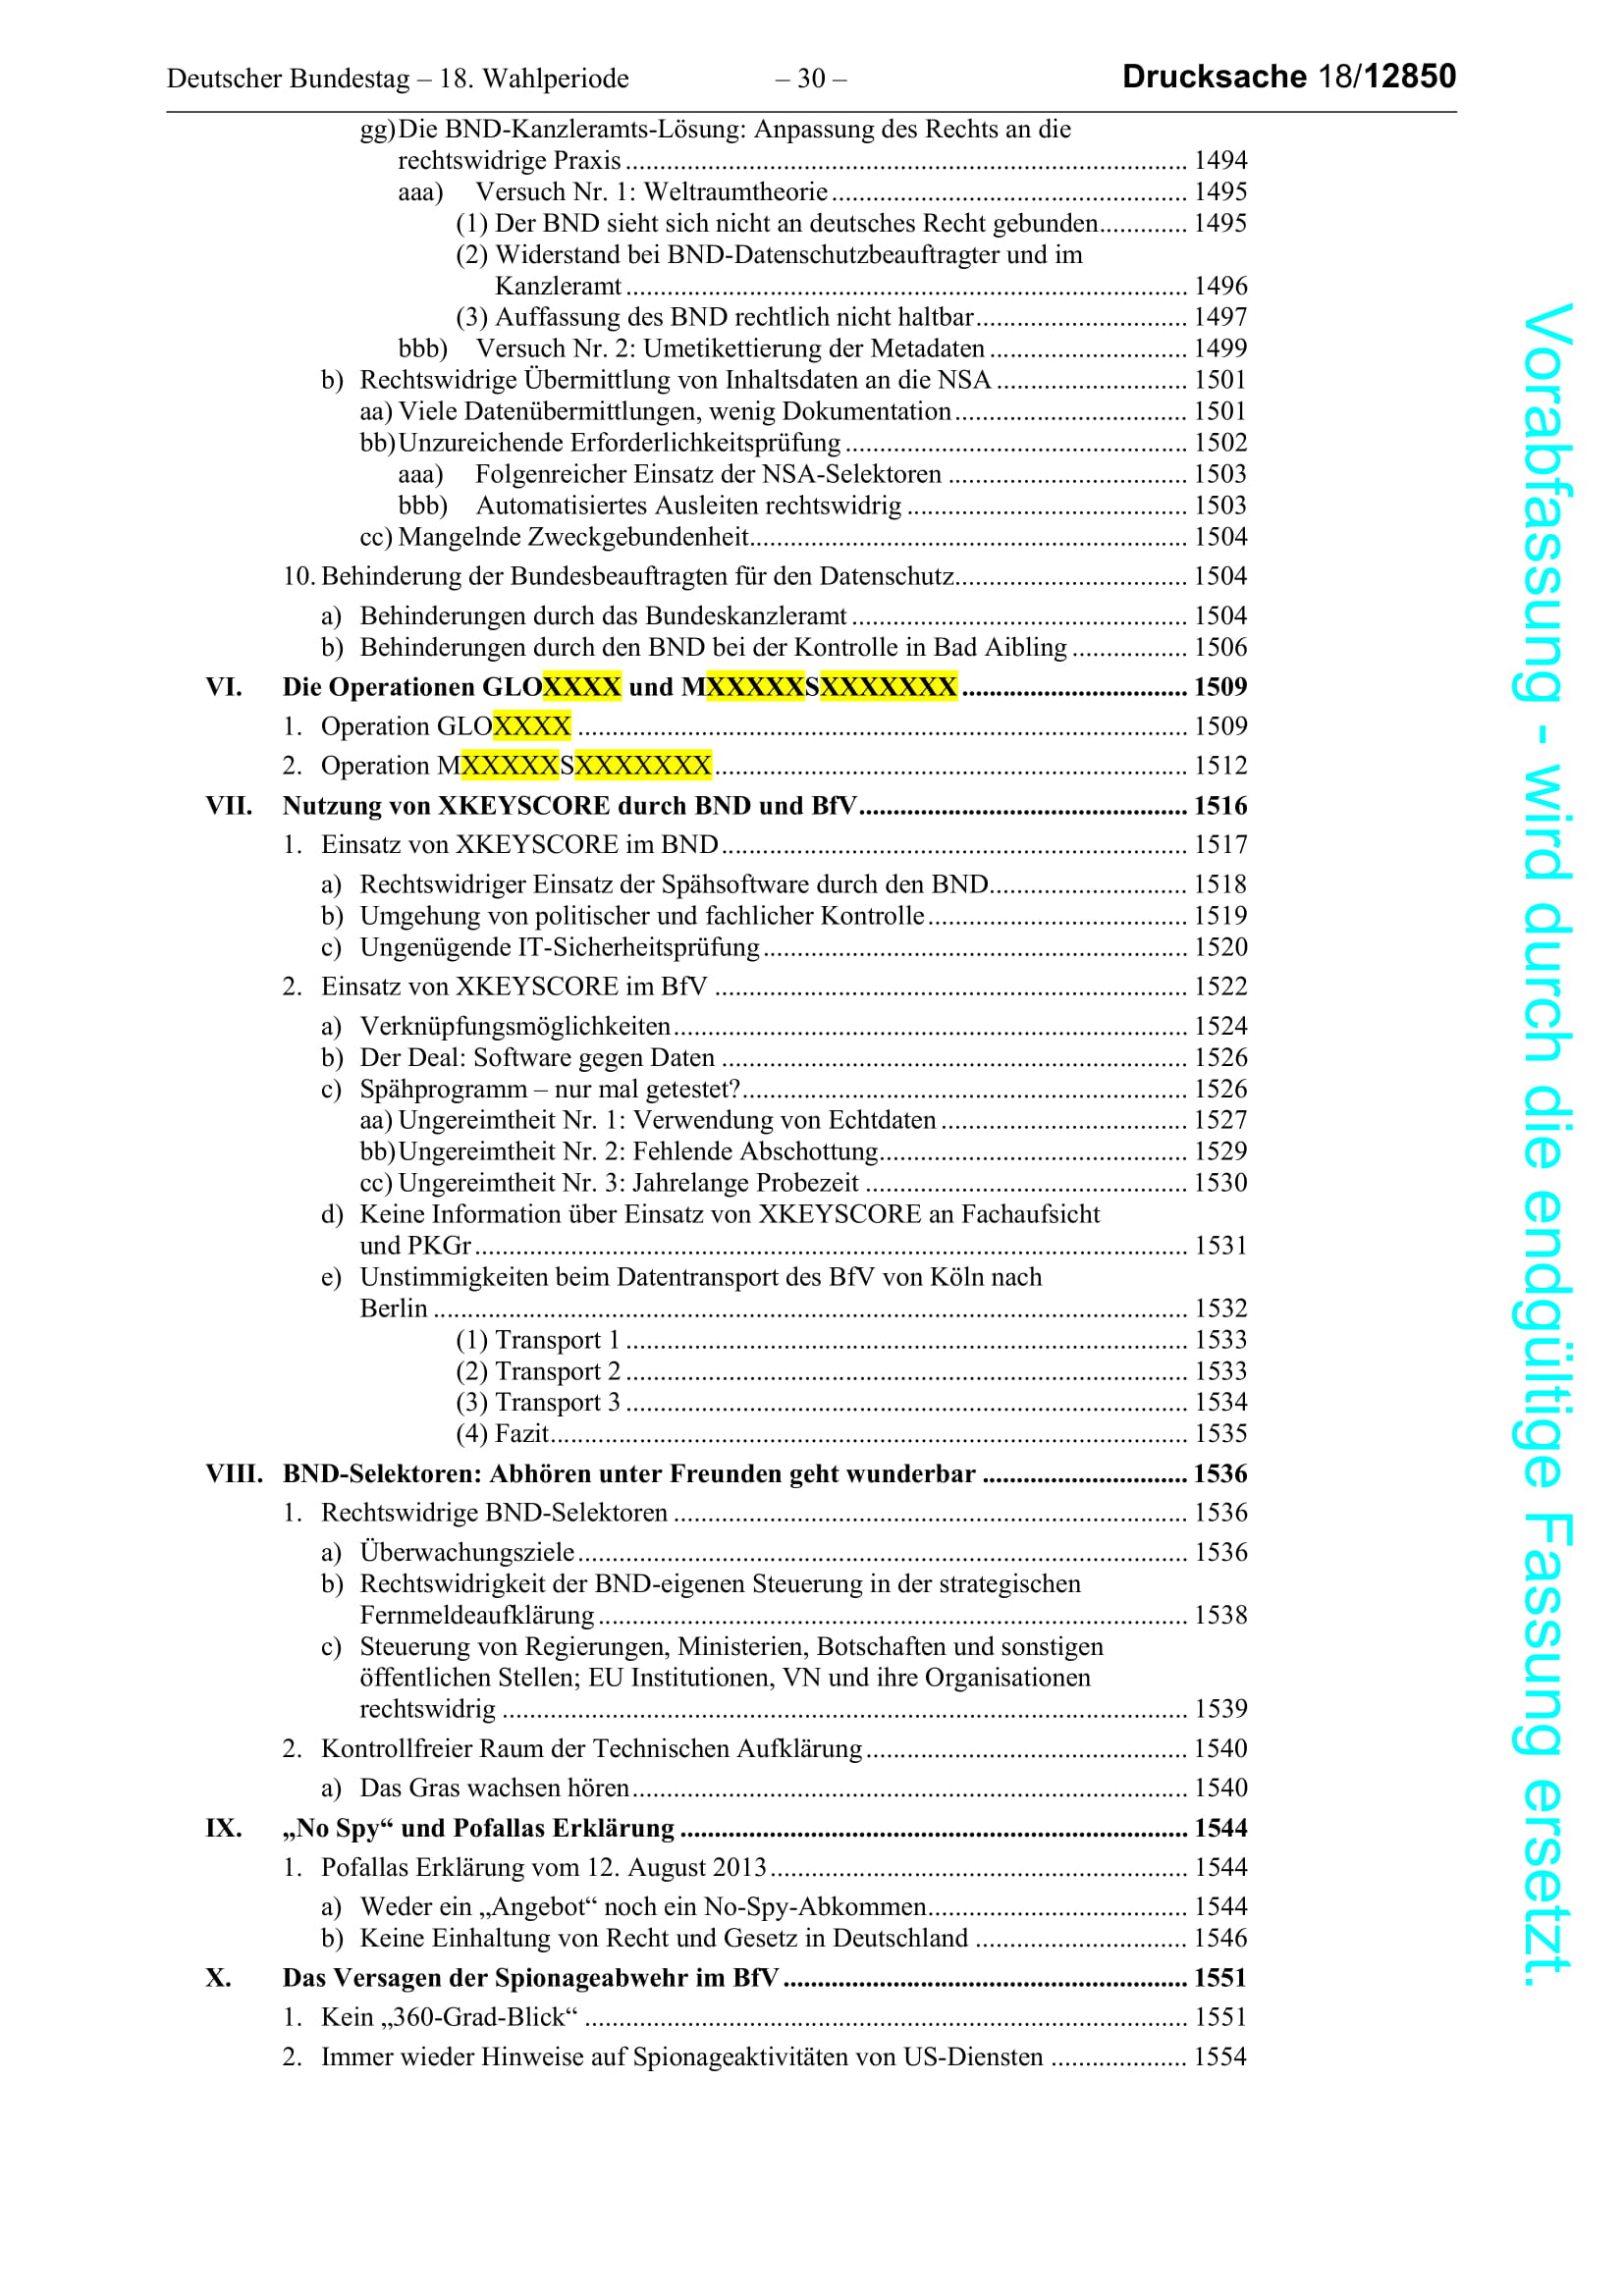 Deutscher Bundestag – 18. Wahlperiode – 30 – Drucksache 18/12850
gg) Die BND-Kanzleramts-Lösung: Anpassung des Rechts an die
rechtswidrige Praxis ........ 1494
aaa) Versuch Nr. 1: Weltraumtheorie ........ 1495
(1) Der BND sieht sich nicht an deutsches Recht gebunden ........ 1495
(2) Widerstand bei BND-Datenschutzbeauftragter und im
Kanzleramt ........ 1496
(3) Auffassung des BND rechtlich nicht haltbar ........ 1497
bbb) Versuch Nr. 2: Umetikettierung der Metadaten ........ 1499
b) Rechtswidrige Übermittlung von Inhaltsdaten an die NSA ........ 1501
aa) Viele Datenübermittlungen, wenig Dokumentation ........ 1501
bb) Unzureichende Erforderlichkeitsprüfung ........ 1502
aaa) Folgenreicher Einsatz der NSA-Selektoren ........ 1503
bbb) Automatisiertes Ausleiten rechtswidrig ........ 1503
cc) Mangelnde Zweckgebundenheit ........ 1504
10. Behinderung der Bundesbeauftragten für den Datenschutz ........ 1504
a) Behinderungen durch das Bundeskanzleramt ........ 1504
b) Behinderungen durch den BND bei der Kontrolle in Bad Aibling ........ 1506
VI. Die Operationen GLOXXXX und MXXXXXSXXXXXXX ........ 1509
1. Operation GLOXXXX ........ 1509
2. Operation MXXXXXSXXXXXXX ........ 1512
VII. Nutzung von XKEYSCORE durch BND und BfV ........ 1516
1. Einsatz von XKEYSCORE im BND ........ 1517
a) Rechtswidriger Einsatz der Spähsoftware durch den BND ........ 1518
b) Umgehung von politischer und fachlicher Kontrolle ........ 1519
c) Ungenügende IT-Sicherheitsprüfung ........ 1520
2. Einsatz von XKEYSCORE im BfV ........ 1522
a) Verknüpfungsmöglichkeiten ........ 1524
b) Der Deal: Software gegen Daten ........ 1526
c) Spähprogramm – nur mal getestet? ........ 1526
aa) Ungereimtheit Nr. 1: Verwendung von Echtdaten ........ 1527
bb) Ungereimtheit Nr. 2: Fehlende Abschottung ........ 1529
cc) Ungereimtheit Nr. 3: Jahrelange Probezeit ........ 1530
d) Keine Information über Einsatz von XKEYSCORE an Fachaufsicht
und PKGr ........ 1531
e) Unstimmigkeiten beim Datentransport des BfV von Köln nach
Berlin ........ 1532
(1) Transport 1 ........ 1533
(2) Transport 2 ........ 1533
(3) Transport 3 ........ 1534
(4) Fazit ........ 1535
VIII. BND-Selektoren: Abhören unter Freunden geht wunderbar ........ 1536
1. Rechtswidrige BND-Selektoren ........ 1536
a) Überwachungsziele ........ 1536
b) Rechtswidrigkeit der BND-eigenen Steuerung in der strategischen
Fernmeldeaufklärung ........ 1538
c) Steuerung von Regierungen, Ministerien, Botschaften und sonstigen
öffentlichen Stellen; EU Institutionen, VN und ihre Organisationen
rechtswidrig ........ 1539
2. Kontrollfreier Raum der Technischen Aufklärung ........ 1540
a) Das Gras wachsen hören ........ 1540
IX. „No Spy“ und Pofallas Erklärung ........ 1544
1. Pofallas Erklärung vom 12. August 2013 ........ 1544
a) Weder ein „Angebot“ noch ein No-Spy-Abkommen ........ 1544
b) Keine Einhaltung von Recht und Gesetz in Deutschland ........ 1546
X. Das Versagen der Spionageabwehr im BfV ........ 1551
1. Kein „360-Grad-Blick“ ........ 1551
2. Immer wieder Hinweise auf Spionageaktivitäten von US-Diensten ........ 1554
Vorabfassung - wird durch die endgültige Fassung ersetzt.